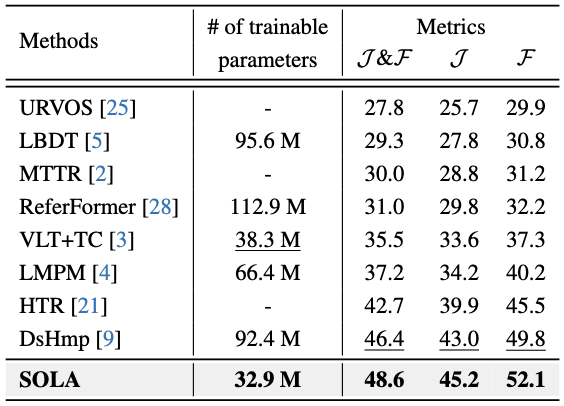 Methods # of trainable parameters Metrics
𝒥&ℱ 𝒥 ℱ
URVOS [25] - 27.8 25.7 29.9
LBDT [5] 95.6 M 29.3 27.8 30.8
MTTR [2] - 30.0 28.8 31.2
ReferFormer [28] 112.9 M 31.0 29.8 32.2
VLT+TC [3] 38.3 M 35.5 33.6 37.3
LMPM [4] 66.4 M 37.2 34.2 40.2
HTR [21] - 42.7 39.9 45.5
DsHmp [9] 92.4 M 46.4 43.0 49.8
SOLA 32.9 M 48.6 45.2 52.1